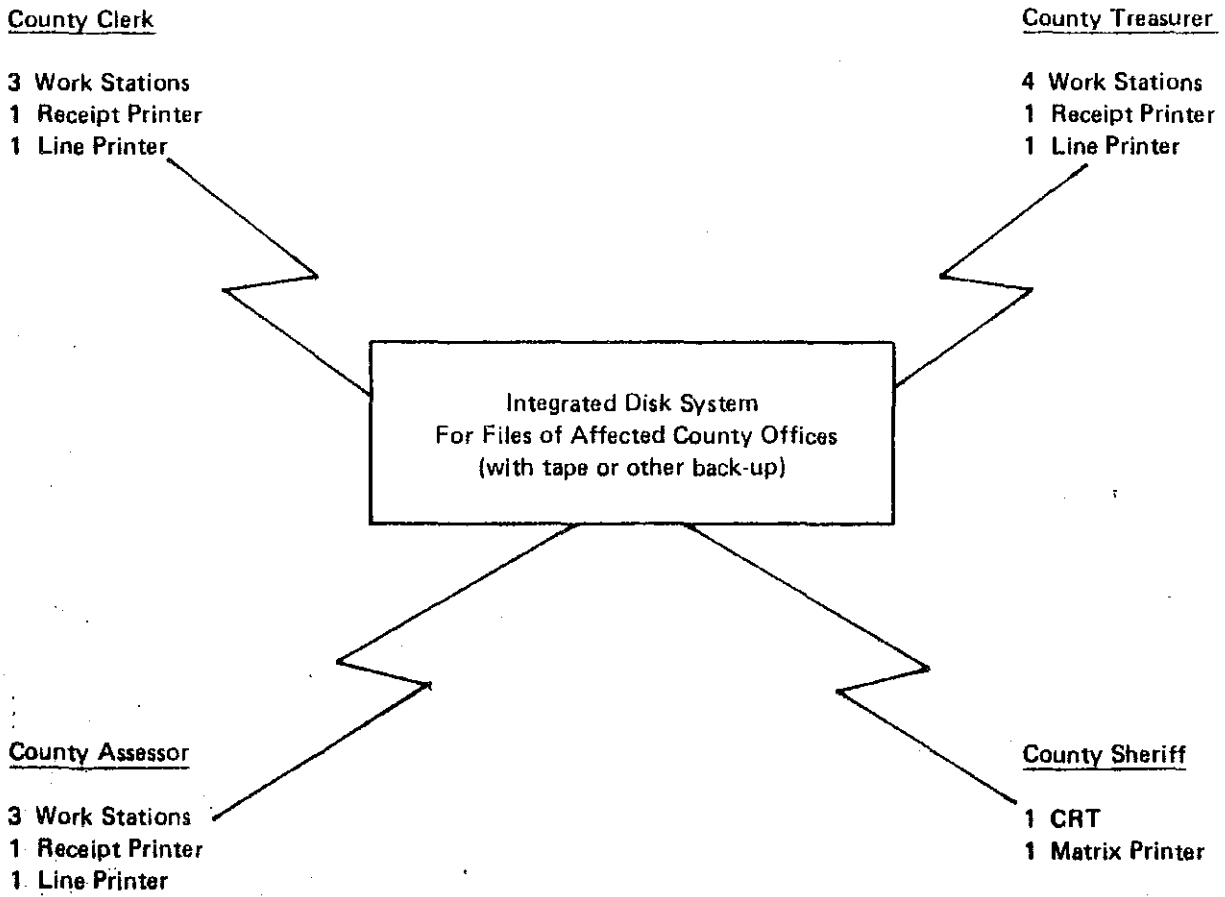 County Clerk
3 Work Stations
1 Receipt Printer
1 Line Printer
County Treasurer
4 Work Stations
1 Receipt Printer
1 Line Printer
Integrated Disk System
For Files of Affected County Offices
(with tape or other back-up)
County Assessor
3 Work Stations
1 Receipt Printer
1 Line Printer
County Sheriff
1 CRT
1 Matrix Printer